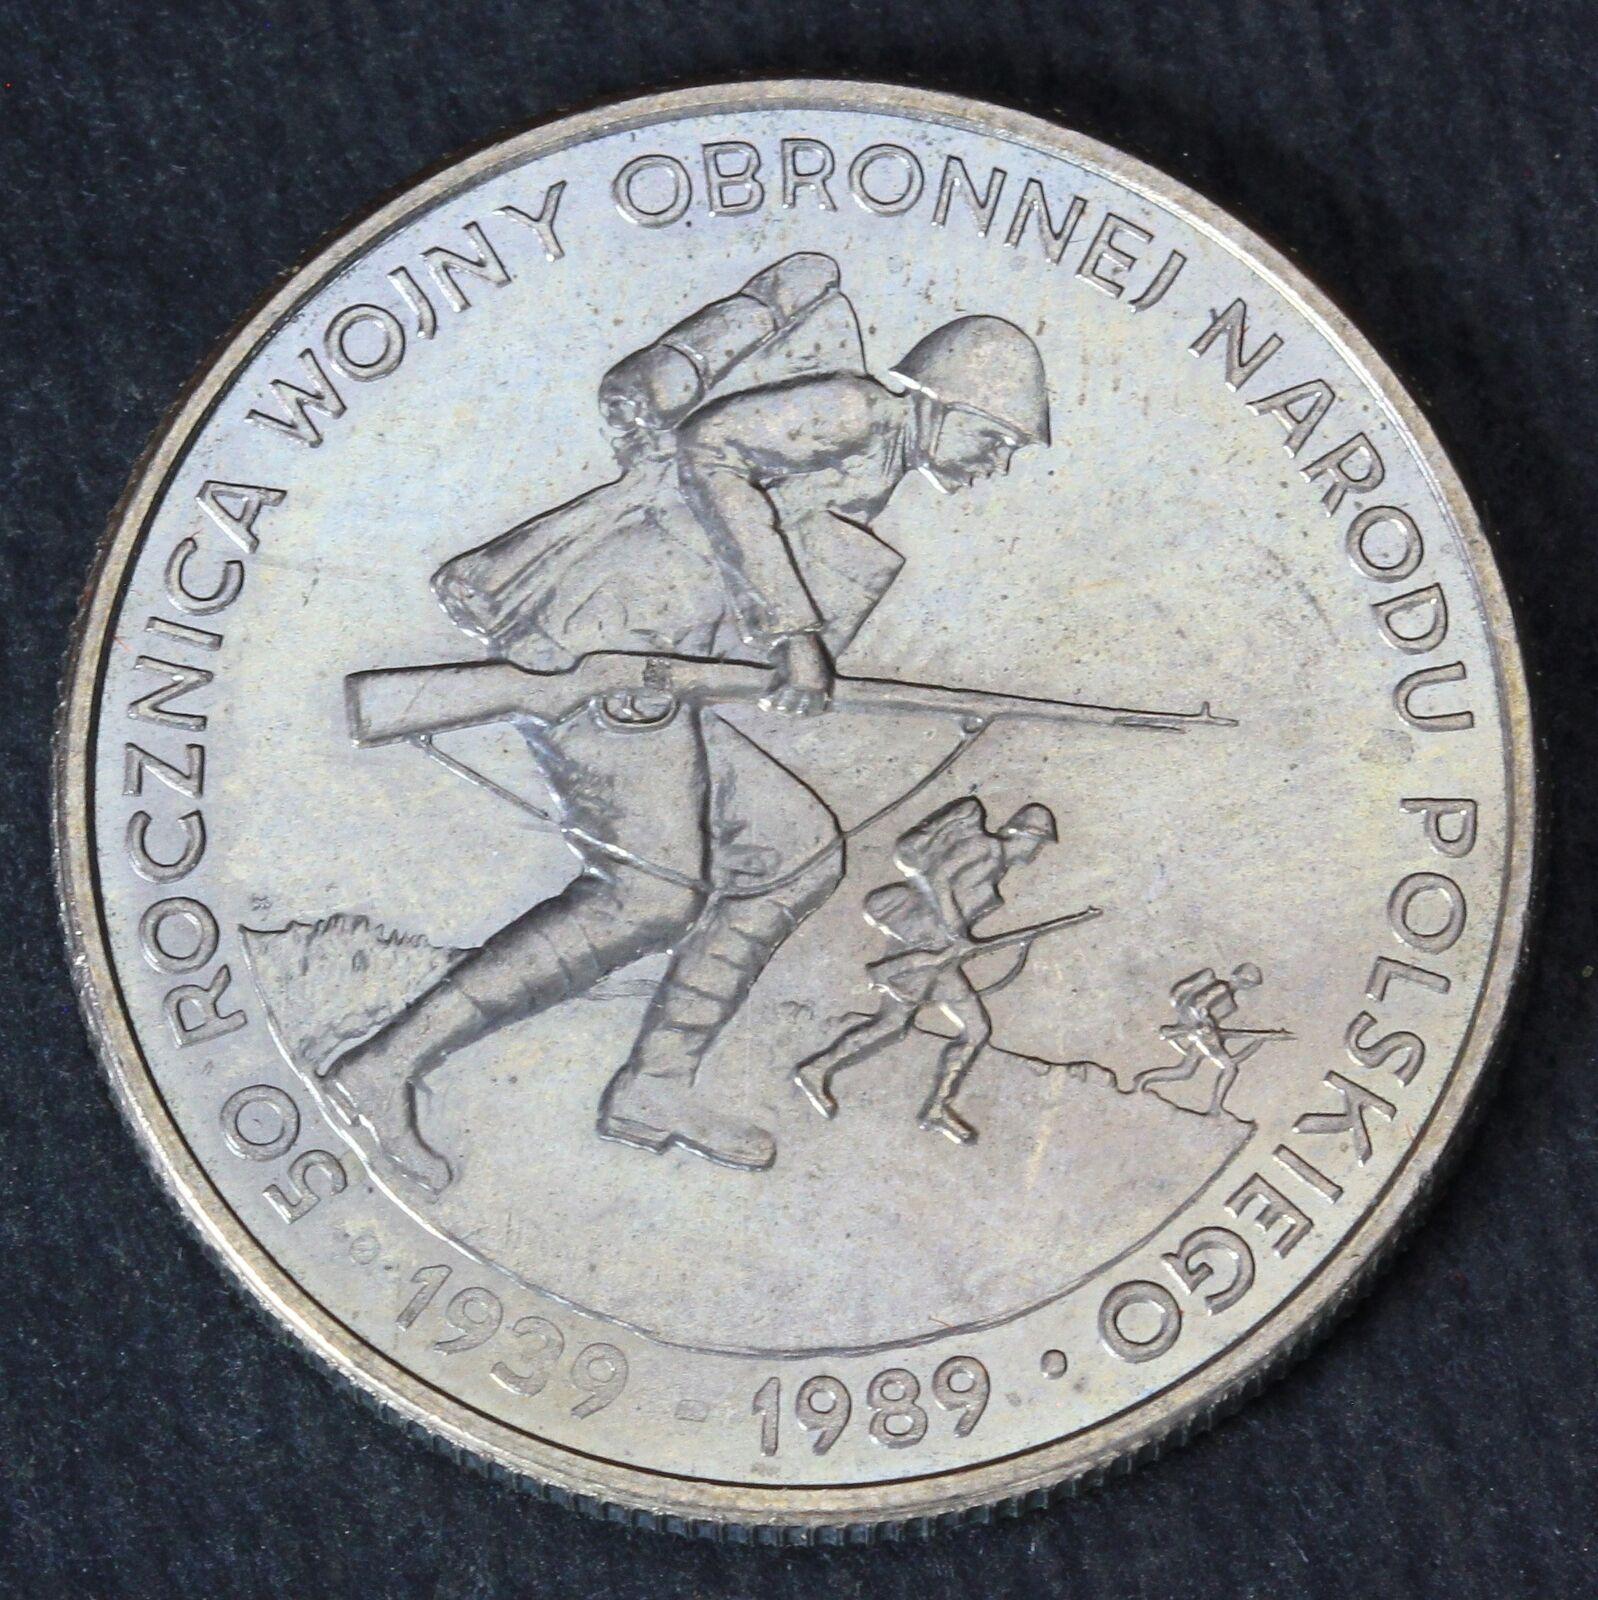 50 ROCZNICA WOJNY OBRONNEJ NARODU POLSKIEGO
• 1939 - 1989 •